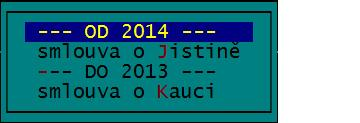 --- OD 2014 ---
smlouva o Jistině
--- DO 2013 ---
smlouva o Kauci